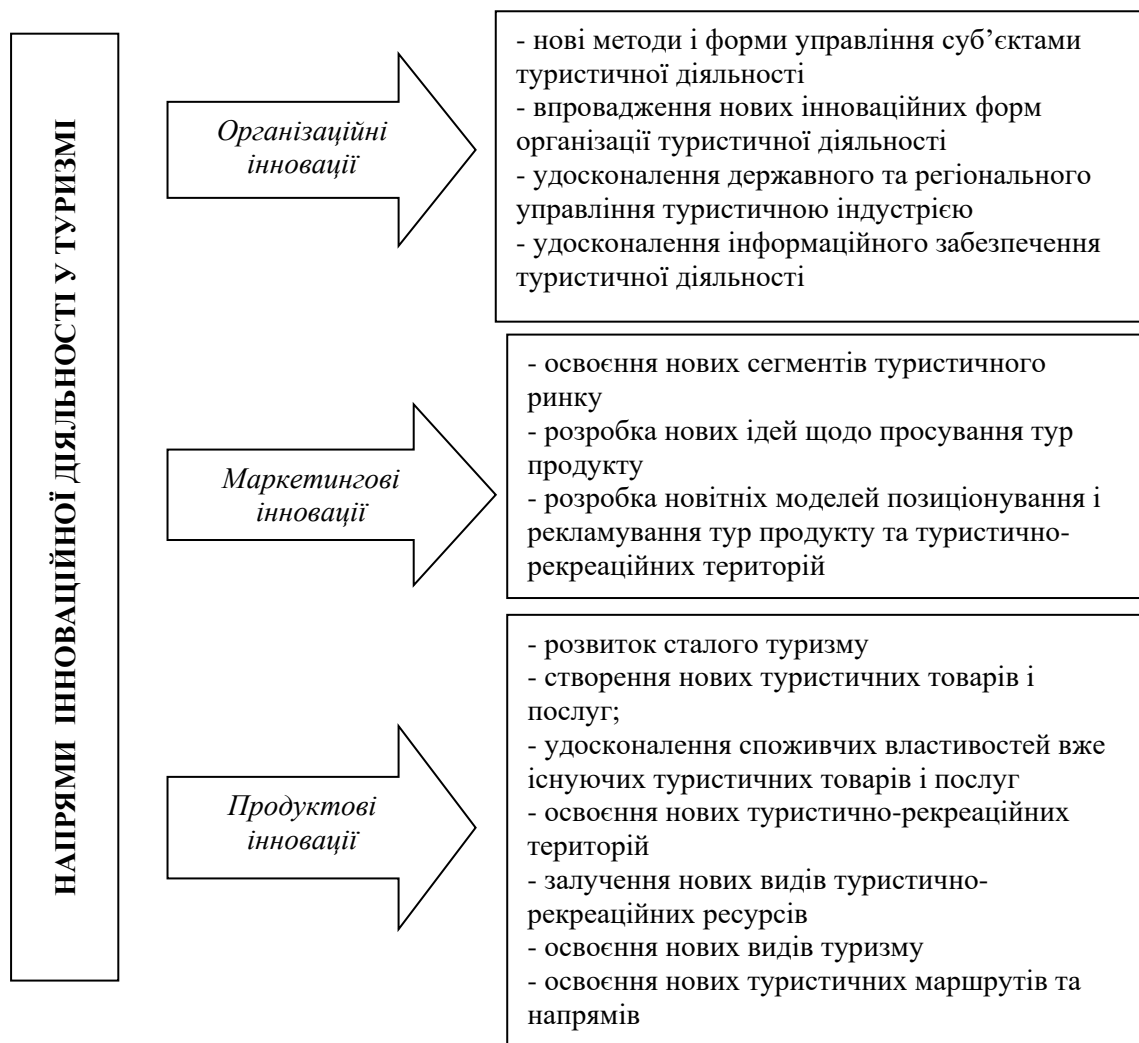 НАПРЯМИ ІННОВАЦІЙНОЇ ДІЯЛЬНОСТІ У ТУРИЗМІ
Організаційні
інновації
- нові методи і форми управління суб’єктами
туристичної діяльності
- впровадження нових інноваційних форм
організації туристичної діяльності
- удосконалення державного та регіонального
управління туристичною індустрією
- удосконалення інформаційного забезпечення
туристичної діяльності
Маркетингові
інновації
- освоєння нових сегментів туристичного
ринку
- розробка нових ідей щодо просування тур
продукту
- розробка новітніх моделей позиціонування і
рекламування тур продукту та туристично-
рекреаційних територій
Продуктові
інновації
- розвиток сталого туризму
- створення нових туристичних товарів і
послуг;
- удосконалення споживчих властивостей вже
існуючих туристичних товарів і послуг
- освоєння нових туристично-рекреаційних
територій
- залучення нових видів туристично-
рекреаційних ресурсів
- освоєння нових видів туризму
- освоєння нових туристичних маршрутів та
напрямів